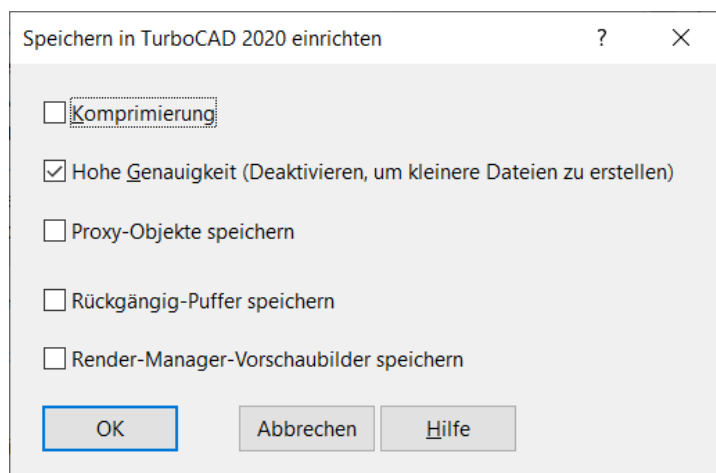 Speichern in TurboCAD 2020 einrichten ?
Komprimierung
Hohe Genauigkeit (Deaktivieren, um kleinere Dateien zu erstellen)
Proxy-Objekte speichern
Rückgängig-Puffer speichern
Render-Manager-Vorschaubilder speichern
OK Abbrechen Hilfe